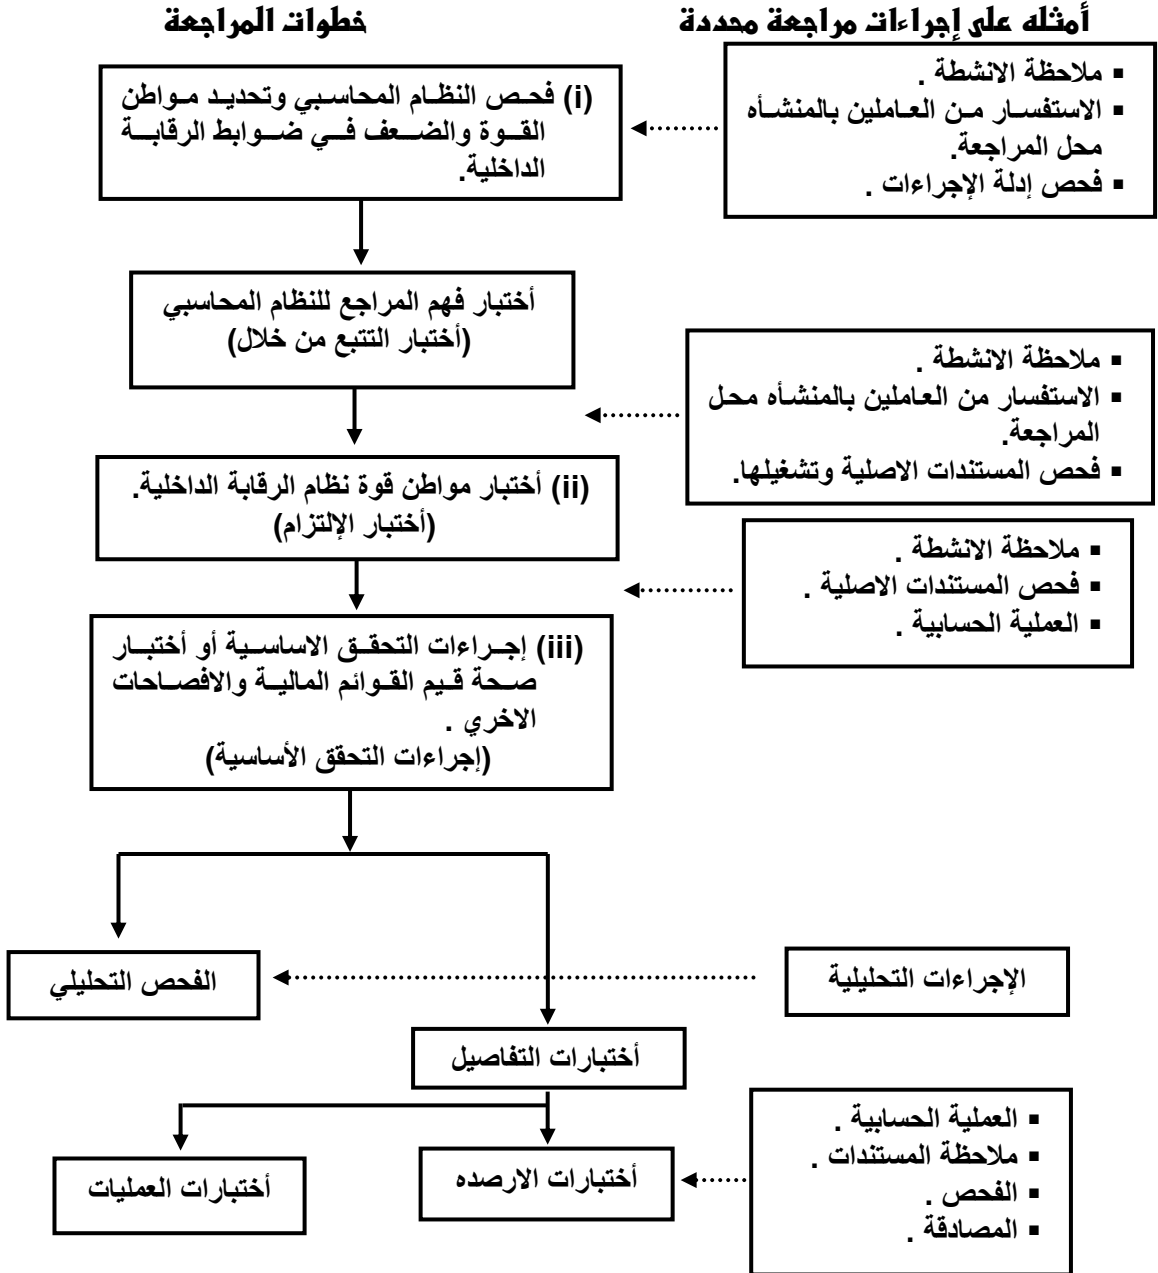 أمثله على إجراءات مراجعة محددة
خطوات المراجعة
▪ ملاحظة الانشطة .
▪ الاستفسار من العاملين بالمنشأه
محل المراجعة.
▪ فحص إدلة الإجراءات .
(i) فحص النظام المحاسبي وتحديد مواطن
القوة والضعف في ضوابط الرقابة
الداخلية.
أختبار فهم المراجع للنظام المحاسبي
(أختبار التتبع من خلال)
▪ ملاحظة الانشطة .
▪ الاستفسار من العاملين بالمنشأه محل
المراجعة.
▪ فحص المستندات الاصلية وتشغيلها.
(ii) أختبار مواطن قوة نظام الرقابة الداخلية.
(أختبار الإلتزام)
▪ ملاحظة الانشطة .
▪ فحص المستندات الاصلية .
▪ العملية الحسابية .
(iii) إجراءات التحقق الاساسية أو أختبار
صحة قيم القوائم المالية والافصاحات
الاخري .
(إجراءات التحقق الأساسية)
الإجراءات التحليلية
الفحص التحليلي
أختبارات التفاصيل
▪ العملية الحسابية .
▪ ملاحظة المستندات .
▪ الفحص .
▪ المصادقة .
أختبارات الارصده
أختبارات العمليات